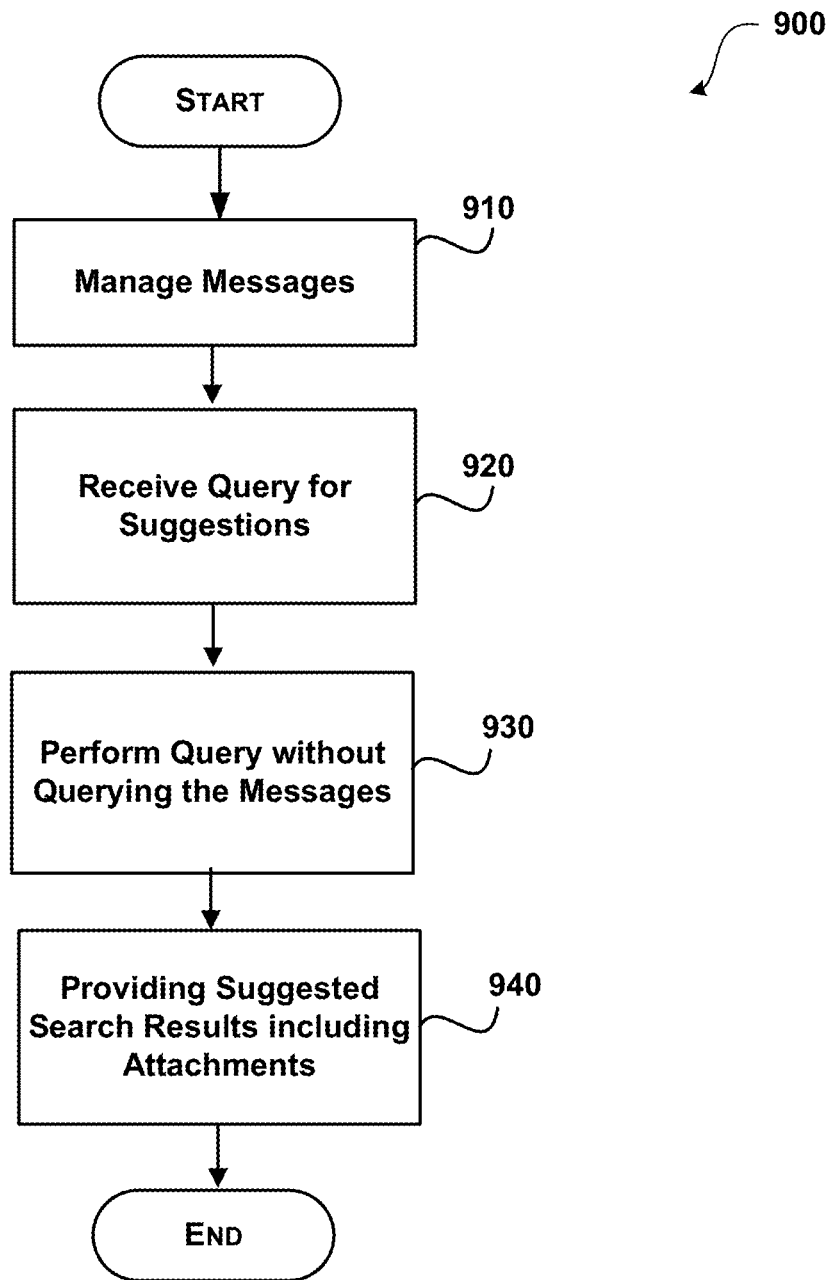 900
START
910
Manage Messages
920
Receive Query for
Suggestions
930
Perform Query without
Querying the Messages
940
Providing Suggested
Search Results including
Attachments
END